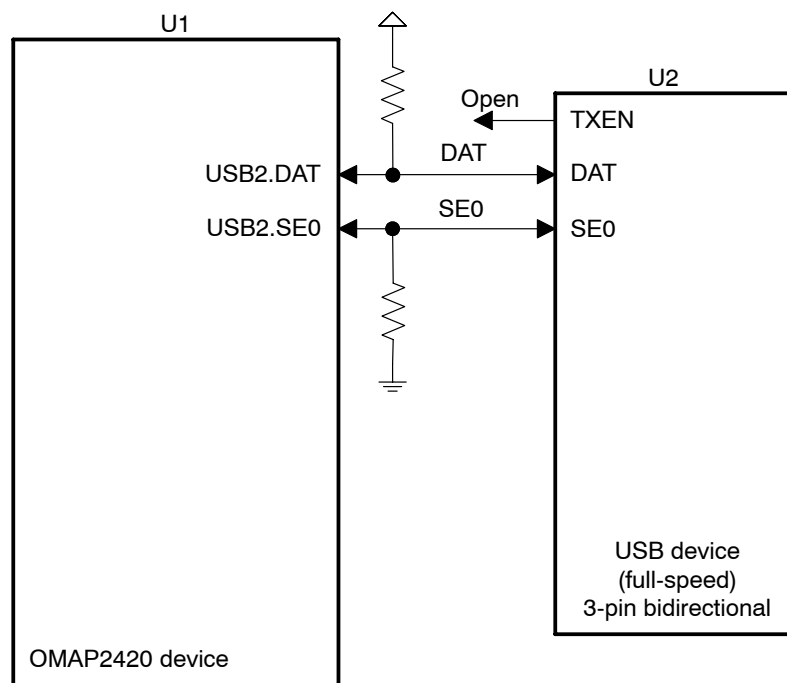 U1
U2
Open
TXEN
DAT
USB2.DAT
DAT
SE0
USB2.SE0
SE0
USB device
(full-speed)
3-pin bidirectional
OMAP2420 device